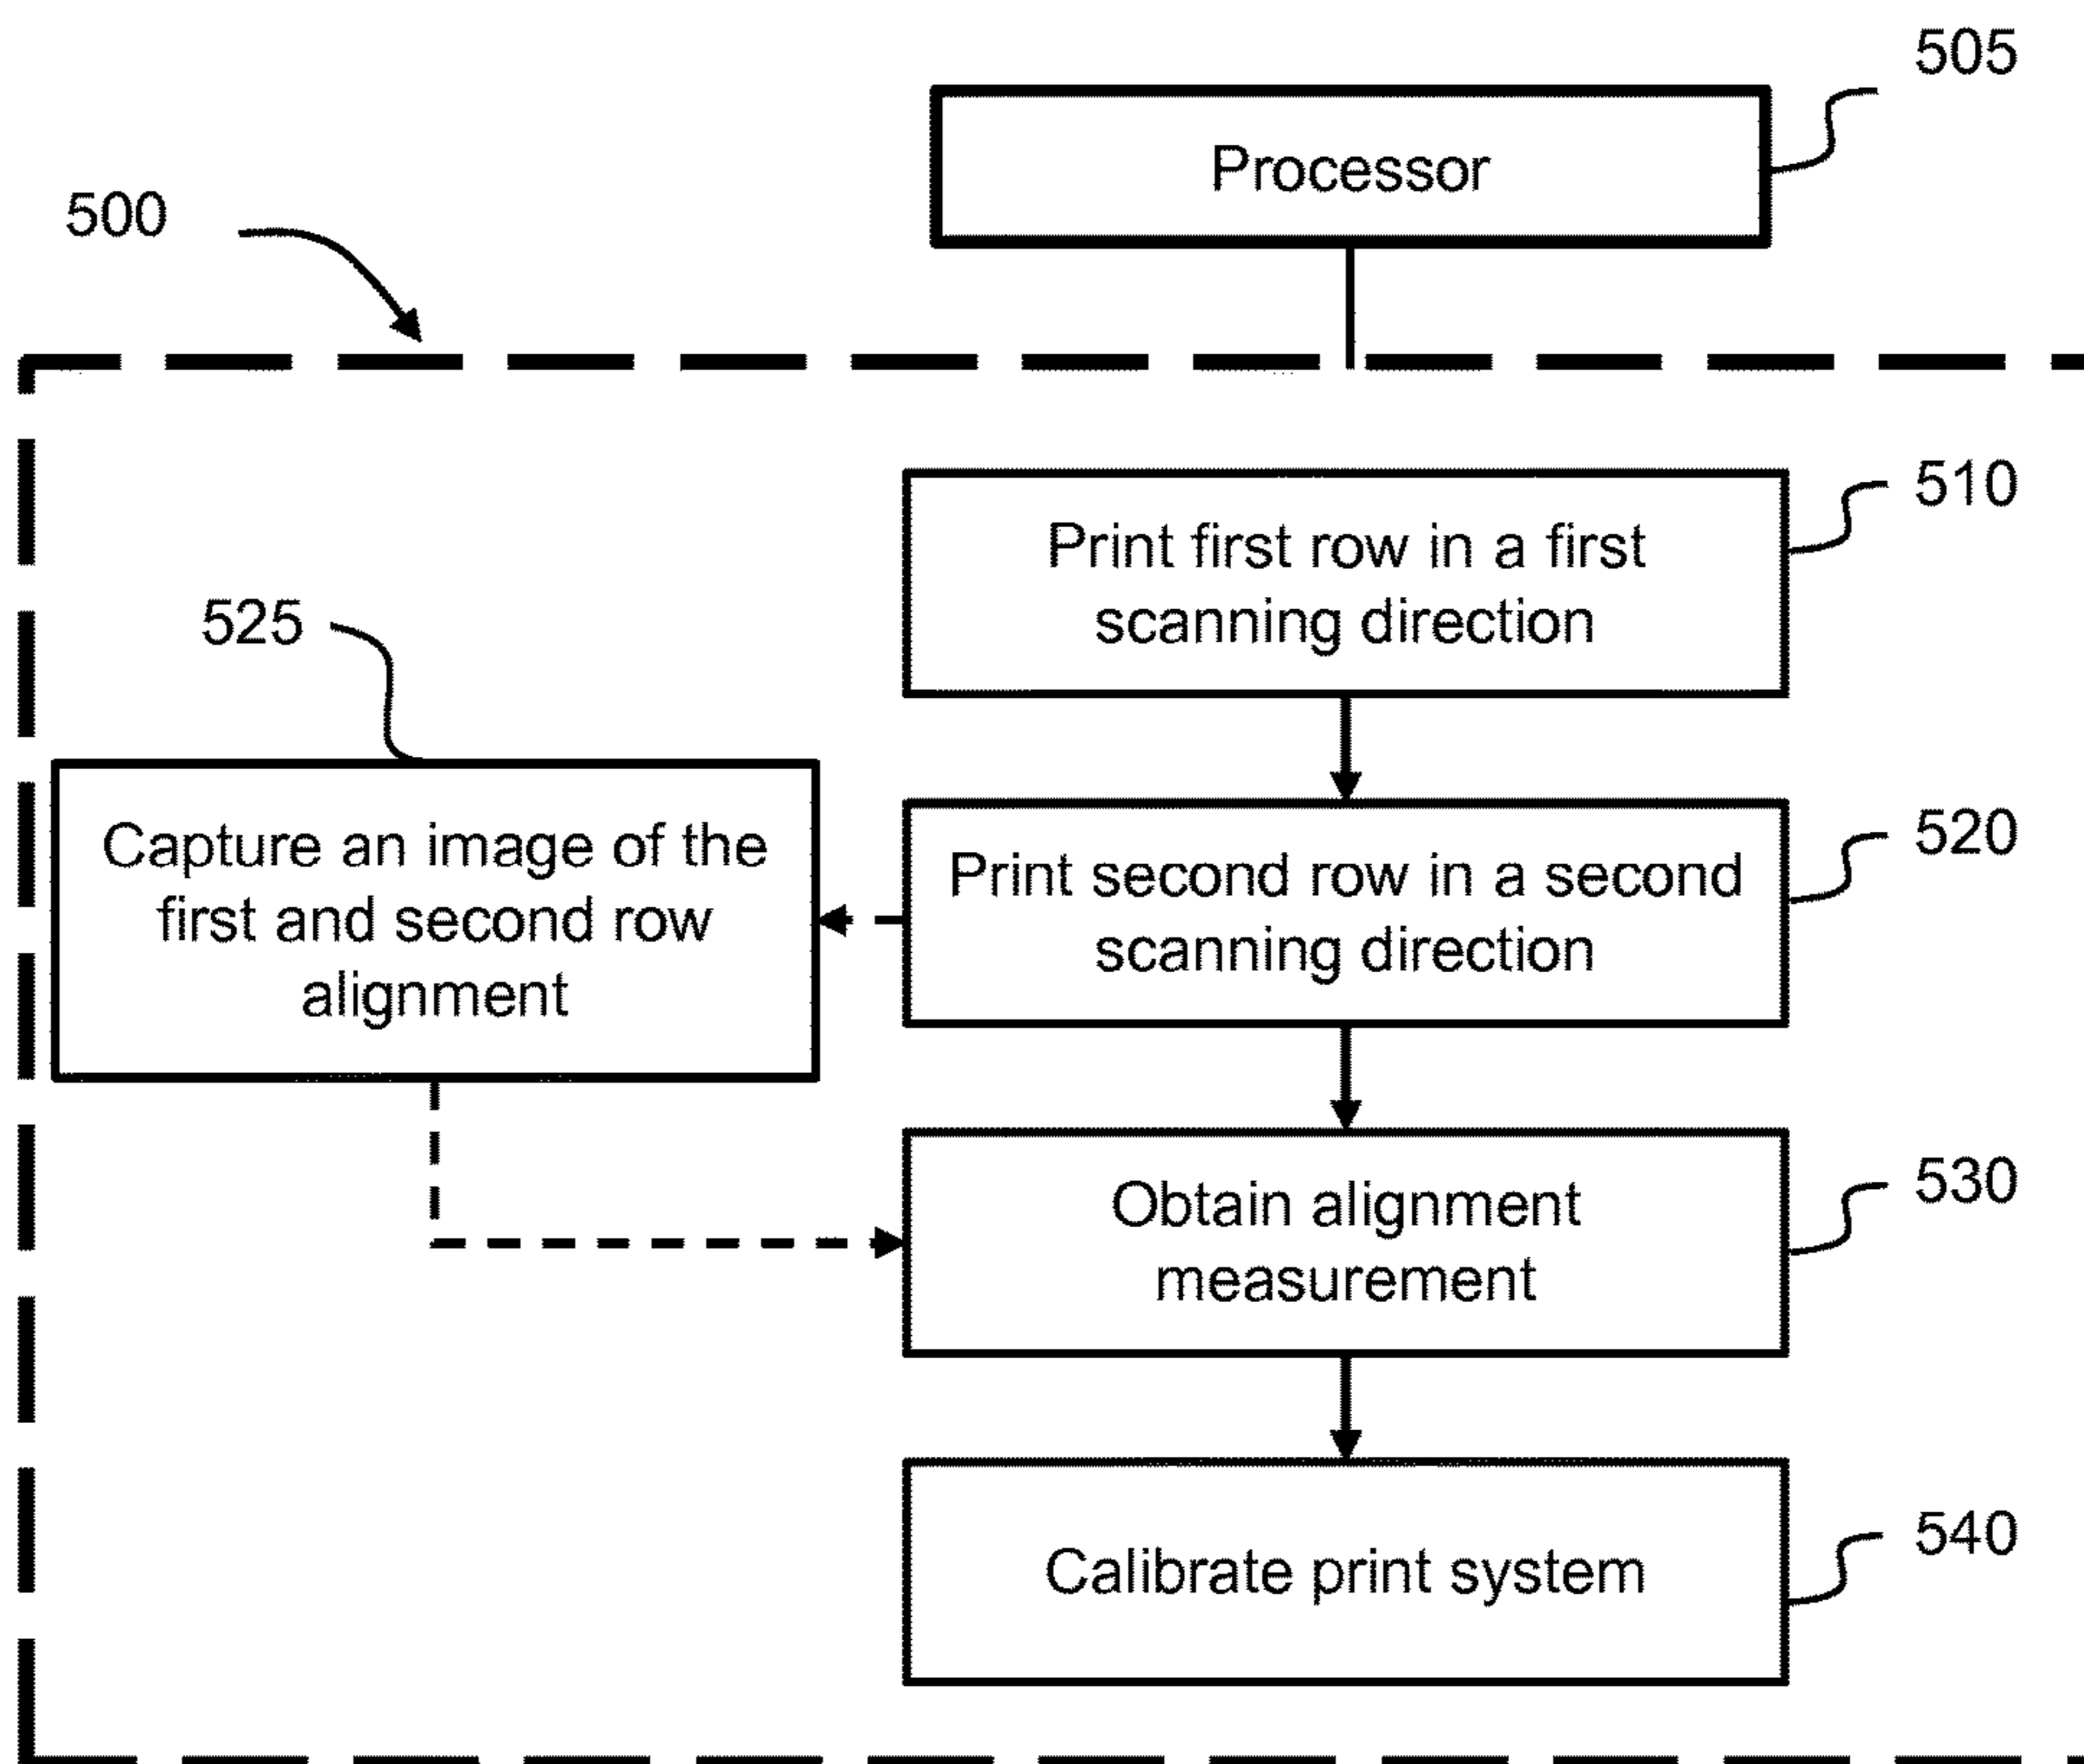 505
Processor
500
510
Print first row in a first
scanning direction
525
520
Capture an image of the
first and second row
alignment
Print second row in a second
scanning direction
530
Obtain alignment
measurement
540
Calibrate print system